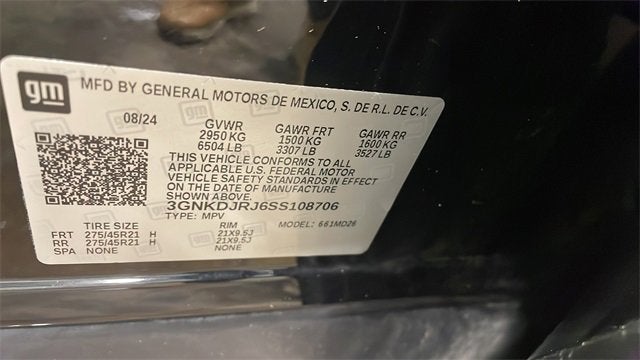 gm
MFD BY GENERAL MOTORS DE MEXICO, S. DE R.L. DE C.V.
08/24
GVWR GAWR FRT GAWR RR
2950 KG 1500 KG 1600 KG
6504 LB 3307 LB 3527 LB
THIS VEHICLE CONFORMS TO ALL
APPLICABLE U.S. FEDERAL MOTOR
VEHICLE SAFETY STANDARDS IN EFFECT
ON THE DATE OF MANUFACTURE
SHOWN ABOVE.
3GNKDJRJ6SS108706
TYPE: MPV MODEL: 661MD26
TIRE SIZE RIM
FRT 275/45R21 H 21X9.5J
RR 275/45R21 H 21X9.5J
SPA NONE NONE